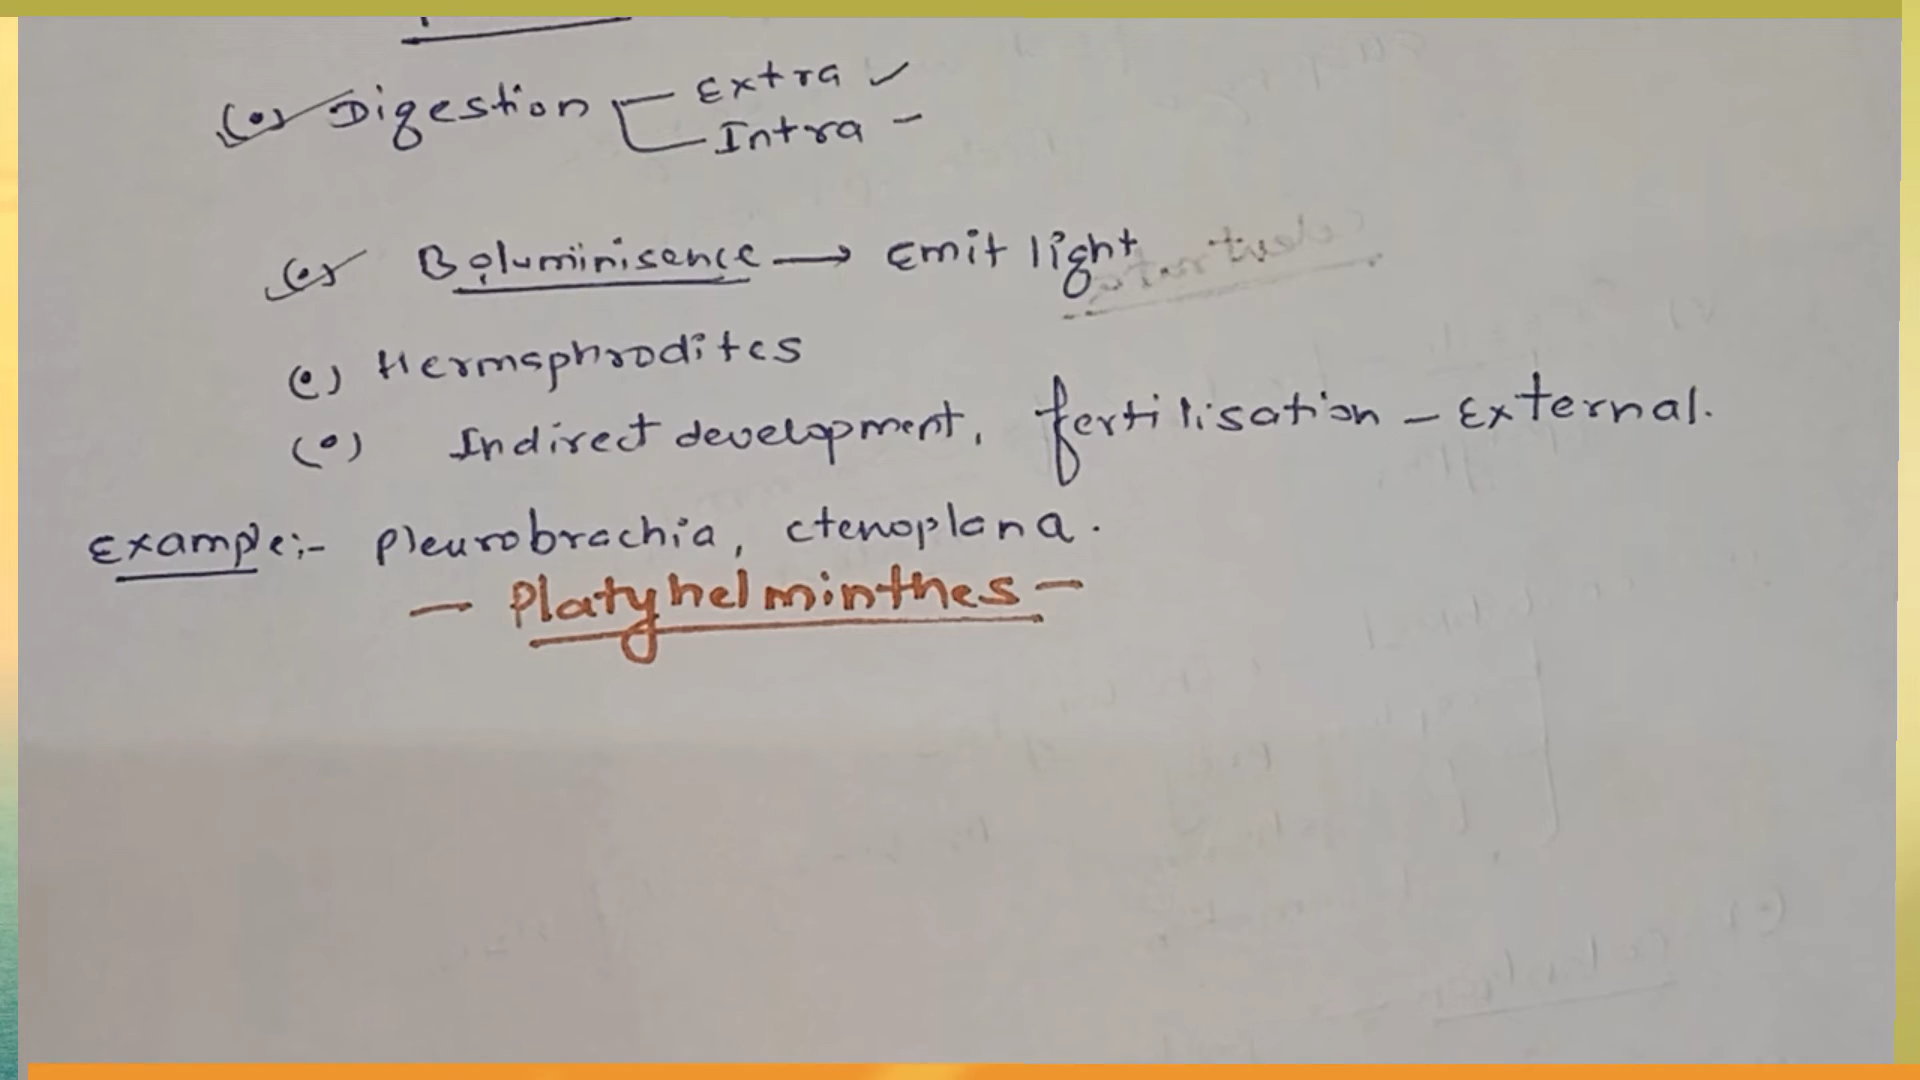 (•) Digestion - Extra ✓
- Intra -
(•) Boluminisence → Emit light
(•) Hermaphrodites
(•) Indirect development, fertilisation - External.
Example:- Pleurobrachia, ctenoplana.
- Platyhelminthes -